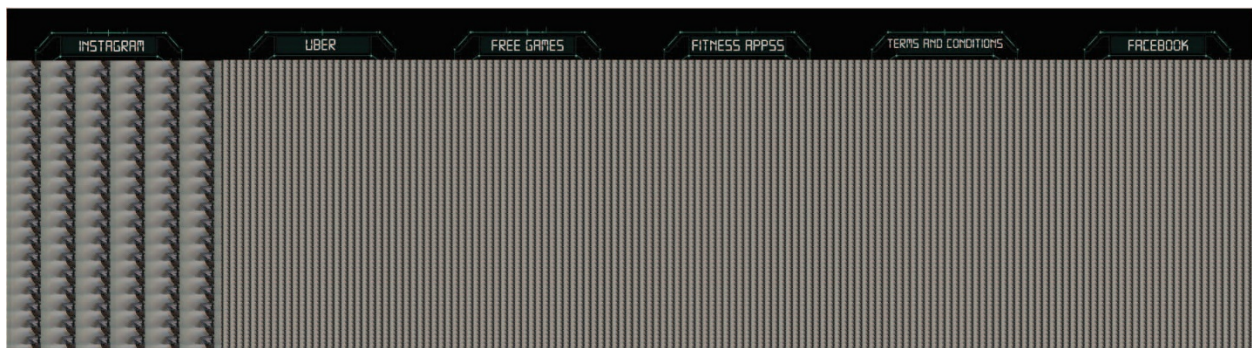 INSTAGRAM
UBER
FREE GAMES
FITNESS APPSS
TERMS AND CONDITIONS
FACEBOOK